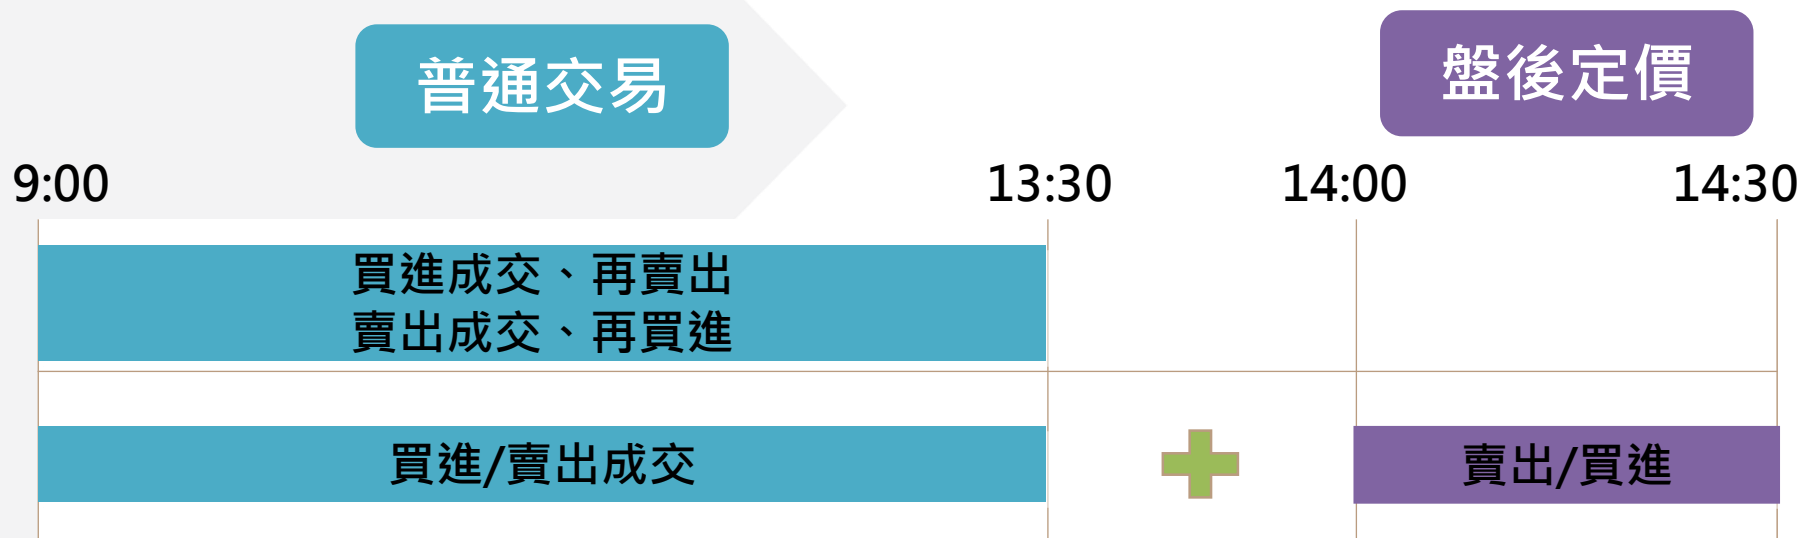 普通交易
盤後定價
9:00
13:30
14:00
14:30
買進成交、再賣出
賣出成交、再買進
買進/賣出成交
賣出/買進